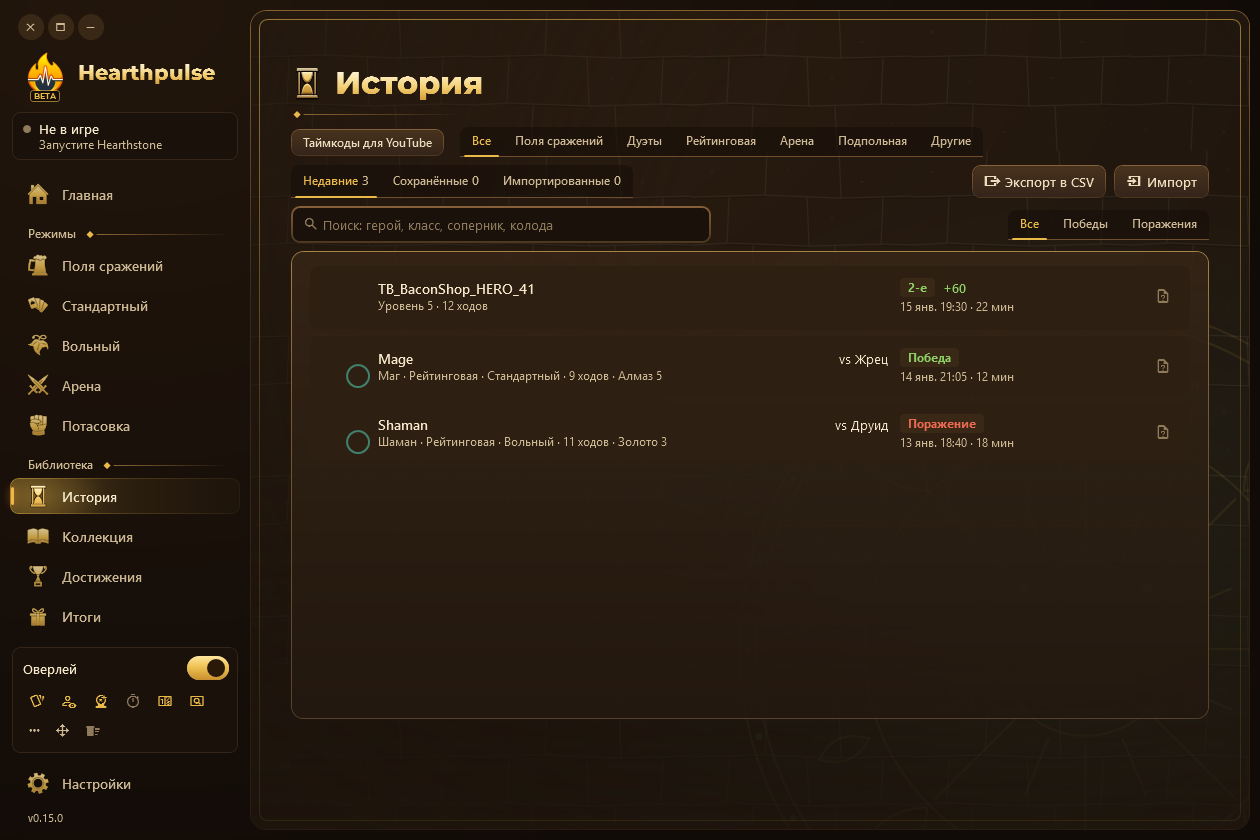 Hearthpulse
BETA
Не в игре
Запустите Hearthstone
Главная
Режимы
Поля сражений
Стандартный
Вольный
Арена
Потасовка
Библиотека
История
Коллекция
Достижения
Итоги
Оверлей
Настройки
v0.15.0
История
Таймкоды для YouTube
Все Поля сражений Дуэты Рейтинговая Арена Подпольная Другие
Недавние 3 Сохранённые 0 Импортированные 0
Экспорт в CSV Импорт
Поиск: герой, класс, соперник, колода
Все Победы Поражения
TB_BaconShop_HERO_41 2-е +60
Уровень 5 · 12 ходов 15 янв. 19:30 · 22 мин
Mage vs Жрец Победа
Маг · Рейтинговая · Стандартный · 9 ходов · Алмаз 5 14 янв. 21:05 · 12 мин
Shaman vs Друид Поражение
Шаман · Рейтинговая · Вольный · 11 ходов · Золото 3 13 янв. 18:40 · 18 мин